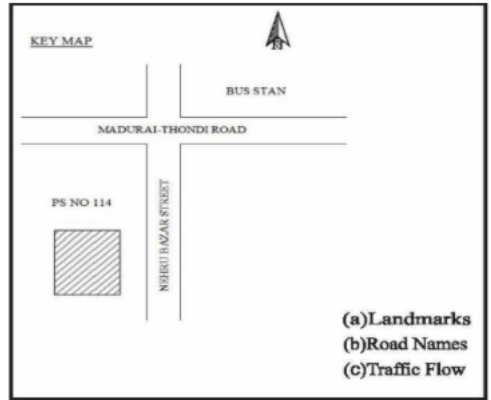 KEY MAP
N
BUS STAN
MADURAI-THONDI ROAD
PS NO 114
NEHRU BAZAR STREET
(a)Landmarks
(b)Road Names
(c)Traffic Flow